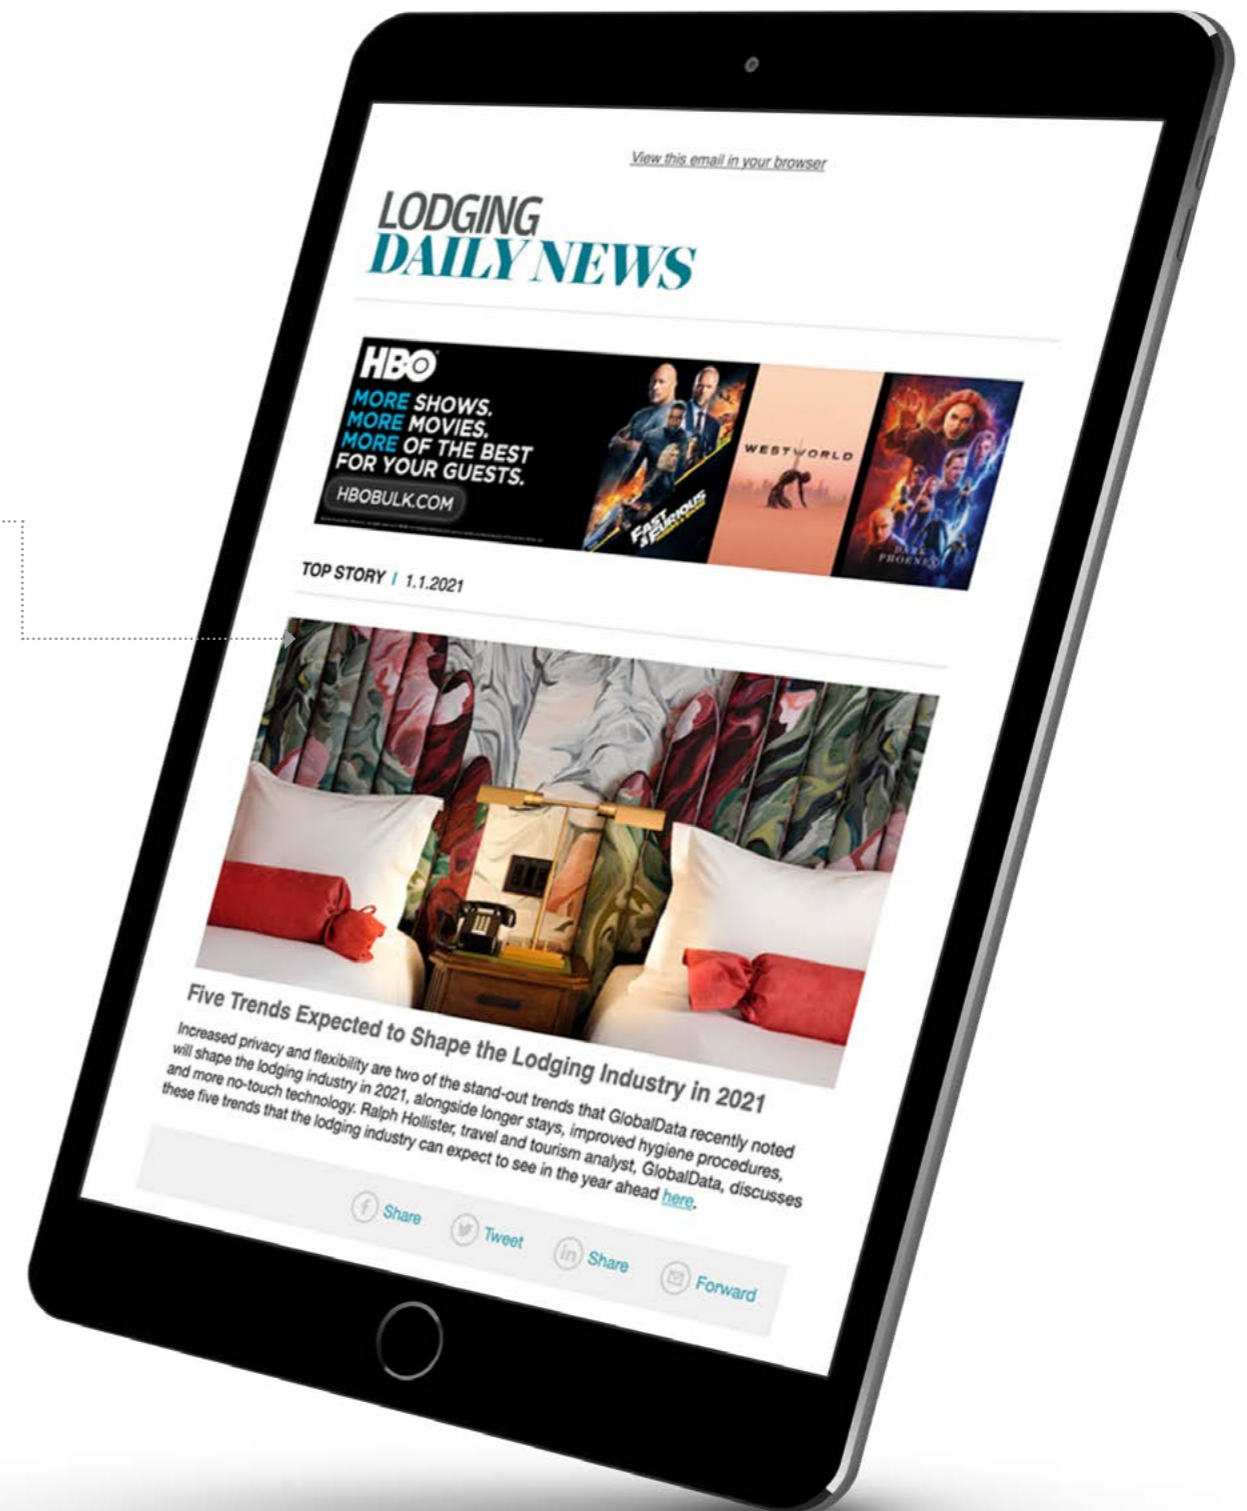 View this email in your browser
LODGING
DAILY NEWS
HBO
MORE SHOWS.
MORE MOVIES.
MORE OF THE BEST
FOR YOUR GUESTS.
HBOBULK.COM
FAST
& FURIOUS
WESTWORLD
DARK
PHOENIX
TOP STORY | 1.1.2021
Five Trends Expected to Shape the Lodging Industry in 2021
Increased privacy and flexibility are two of the stand-out trends that GlobalData recently noted
will shape the lodging industry in 2021, alongside longer stays, improved hygiene procedures,
and more no-touch technology. Ralph Hollister, travel and tourism analyst, GlobalData, discusses
these five trends that the lodging industry can expect to see in the year ahead here.
f Share
Tweet
in Share
Forward